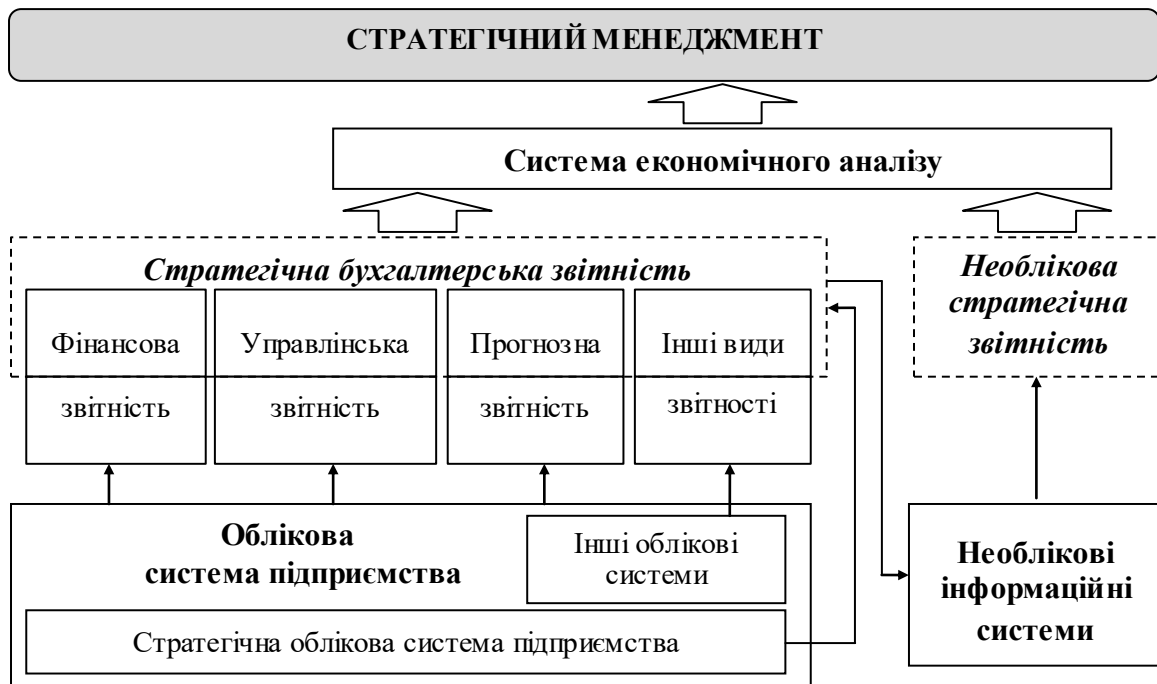 СТРАТЕГІЧНИЙ МЕНЕДЖМЕНТ
Система економічного аналізу
Стратегічна бухгалтерська звітність
Фінансова
звітність
Управлінська
звітність
Прогнозна
звітність
Інші види
звітності
Необлікова
стратегічна
звітність
Облікова
система підприємства
Інші облікові
системи
Стратегічна облікова система підприємства
Необлікові
інформаційні
системи